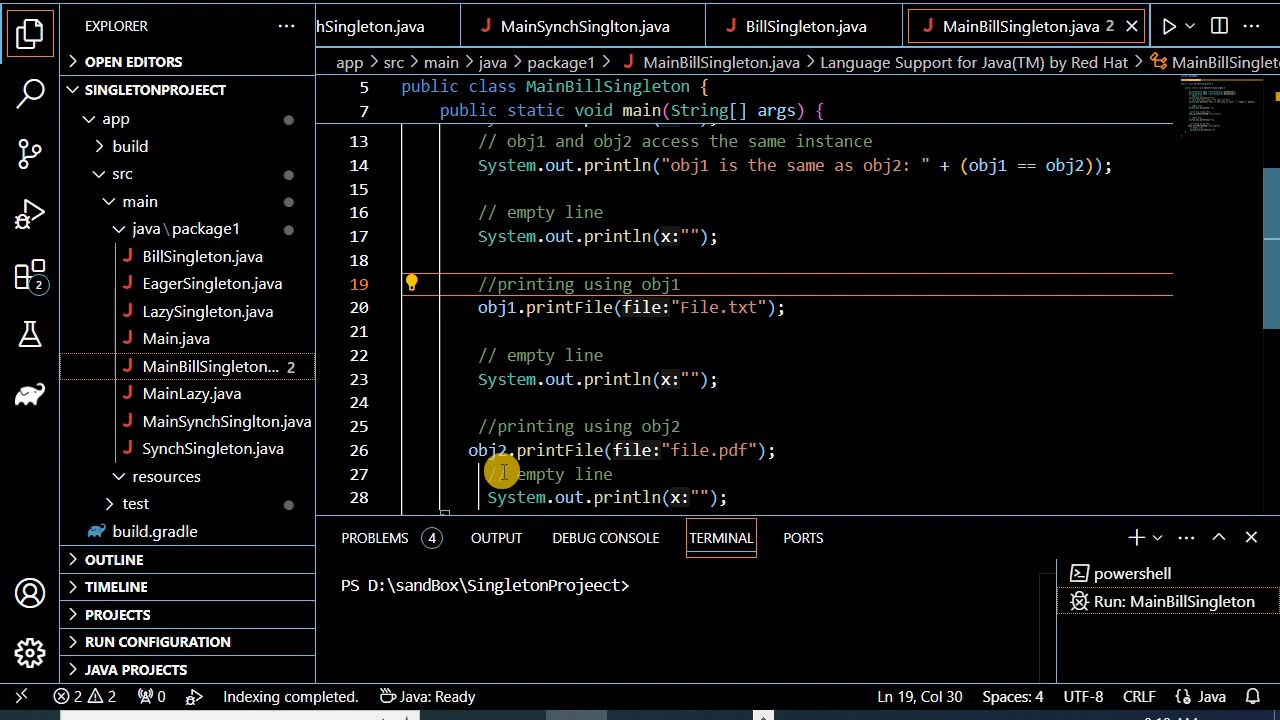 EXPLORER
hSingleton.java
MainSynchSinglton.java
BillSingleton.java
MainBillSingleton.java 2
OPEN EDITORS
app > src > main > java > package1 > MainBillSingleton.java > Language Support for Java(TM) by Red Hat > MainBillSingleto
SINGLETONPROJEECT
app
build
src
main
java\package1
BillSingleton.java
EagerSingleton.java
LazySingleton.java
Main.java
MainBillSingleton... 2
MainLazy.java
MainSynchSinglton.java
SynchSingleton.java
resources
test
build.gradle
OUTLINE
TIMELINE
PROJECTS
RUN CONFIGURATION
JAVA PROJECTS
2
5 public class MainBillSingleton {
7 public static void main(String[] args) {
13 // obj1 and obj2 access the same instance
14 System.out.println("obj1 is the same as obj2: " + (obj1 == obj2));
15
16 // empty line
17 System.out.println(x:"");
18
19 //printing using obj1
20 obj1.printFile(file:"File.txt");
21
22 // empty line
23 System.out.println(x:"");
24
25 //printing using obj2
26 obj2.printFile(file:"file.pdf");
27 // empty line
28 System.out.println(x:"");
PROBLEMS 4 OUTPUT DEBUG CONSOLE TERMINAL PORTS
PS D:\sandBox\SingletonProjeect>
powershell
Run: MainBillSingleton
2 2 0 Indexing completed. Java: Ready Ln 19, Col 30 Spaces: 4 UTF-8 CRLF {} Java